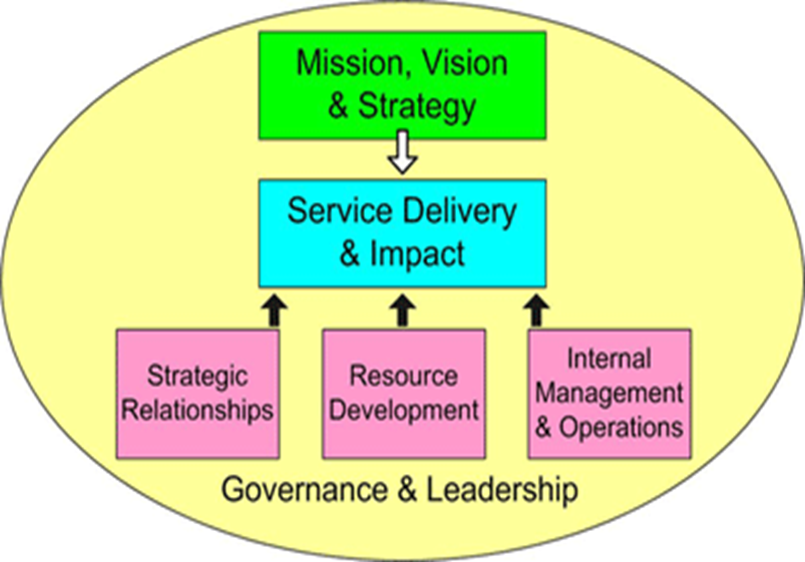 Mission, Vision
& Strategy
Service Delivery
& Impact
Strategic
Relationships
Resource
Development
Internal
Management
& Operations
Governance & Leadership